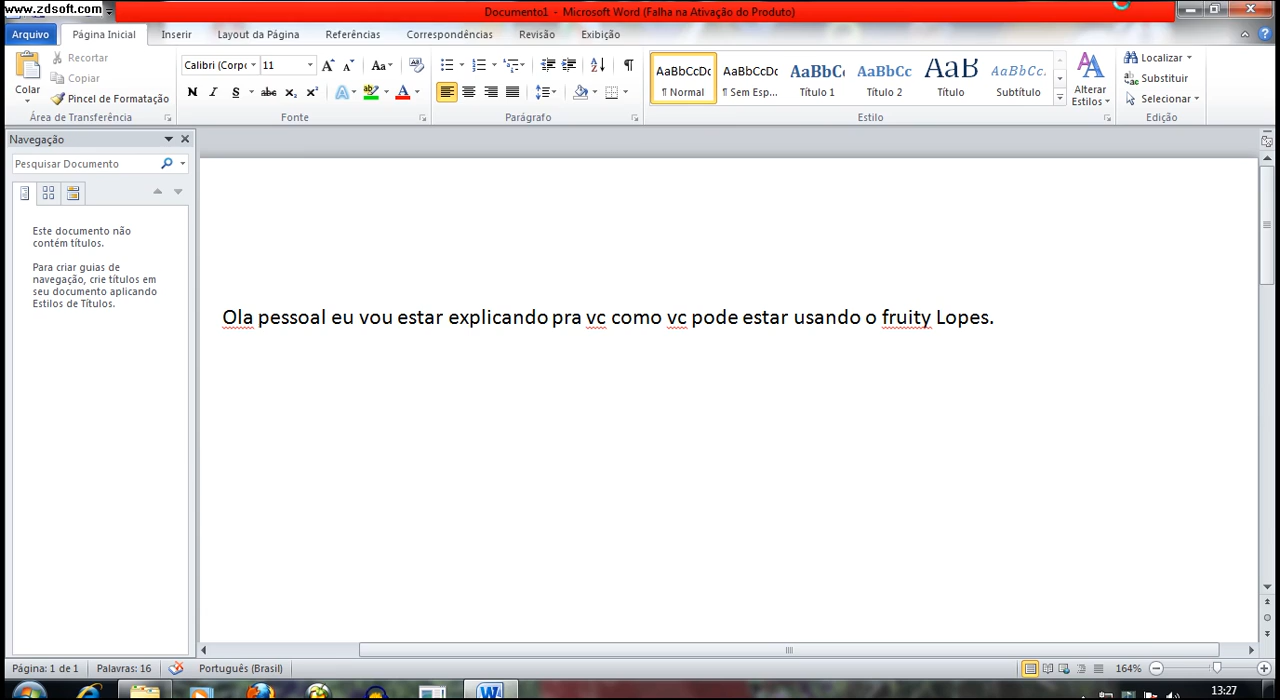 www.zdsoft.com
Documento1 - Microsoft Word (Falha na Ativação do Produto)
Arquivo Página Inicial Inserir Layout da Página Referências Correspondências Revisão Exibição
Colar
Recortar
Copiar
Pincel de Formatação
Área de Transferência
Calibri (Corpc 11
Aa
N I S abc x₂ x² A A
Fonte
Parágrafo
AaBbCcDc AaBbCcDc AaBbC AaBbCc AaB AaBbCc.
¶ Normal ¶ Sem Esp... Título 1 Título 2 Título Subtítulo
Alterar
Estilos
Estilo
Localizar
Substituir
Selecionar
Edição
Navegação
Pesquisar Documento
Este documento não
contém títulos.
Para criar guias de
navegação, crie títulos em
seu documento aplicando
Estilos de Títulos.
Ola pessoal eu vou estar explicando pra vc como vc pode estar usando o fruity Lopes.
Página: 1 de 1 Palavras: 16 Português (Brasil) 164%
13:27